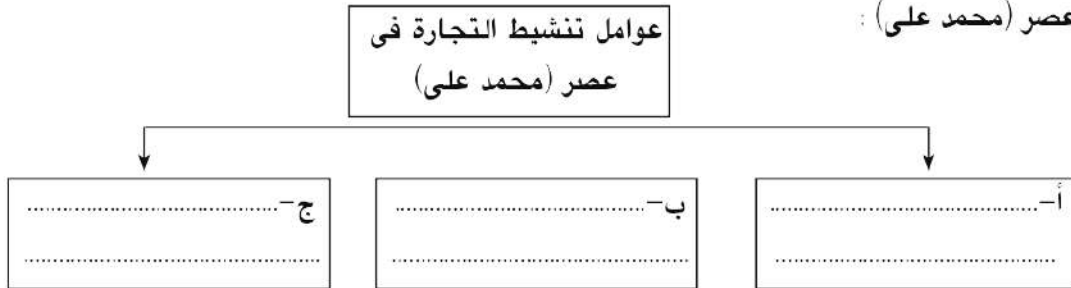 عصر (محمد على) :
عوامل تنشيط التجارة فى
عصر (محمد على)
أ-.......................................
.......................................
ب-.......................................
.......................................
ج-.......................................
.......................................